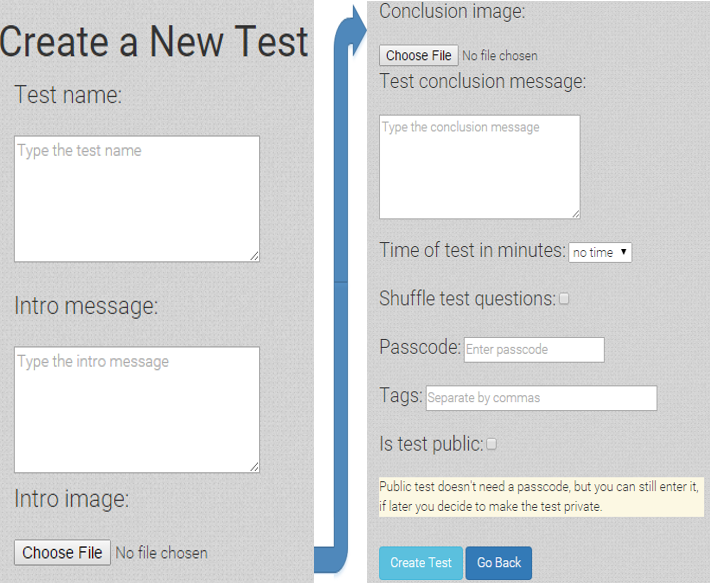 Create a New Test
Test name:
Type the test name
Intro message:
Type the intro message
Intro image:
Choose File No file chosen
Conclusion image:
Choose File No file chosen
Test conclusion message:
Type the conclusion message
Time of test in minutes: no time
Shuffle test questions:
Passcode: Enter passcode
Tags: Separate by commas
Is test public:
Public test doesn't need a passcode, but you can still enter it,
if later you decide to make the test private.
Create Test Go Back